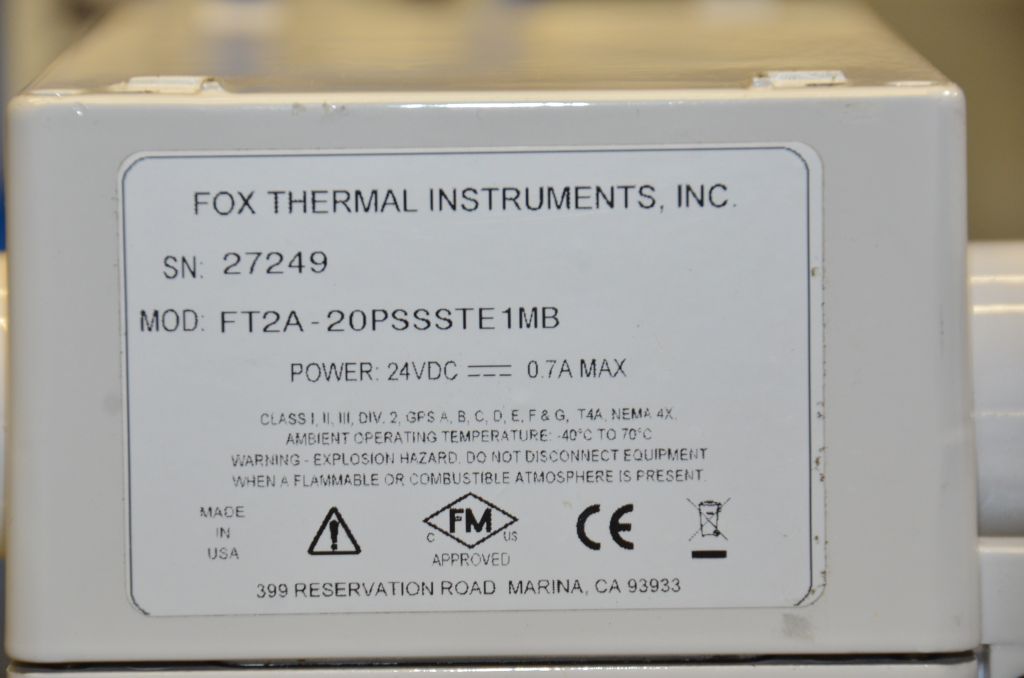 FOX THERMAL INSTRUMENTS, INC.
SN: 27249
MOD: FT2A-20PSSSTE1MB
POWER: 24VDC 0.7A MAX
CLASS I, II, III, DIV. 2, GPS A, B, C, D, E, F & G, T4A, NEMA 4X.
AMBIENT OPERATING TEMPERATURE: -40°C TO 70°C
WARNING - EXPLOSION HAZARD. DO NOT DISCONNECT EQUIPMENT
WHEN A FLAMMABLE OR COMBUSTIBLE ATMOSPHERE IS PRESENT.
MADE
IN
USA
!
FM
C US
APPROVED
CE
399 RESERVATION ROAD MARINA, CA 93933